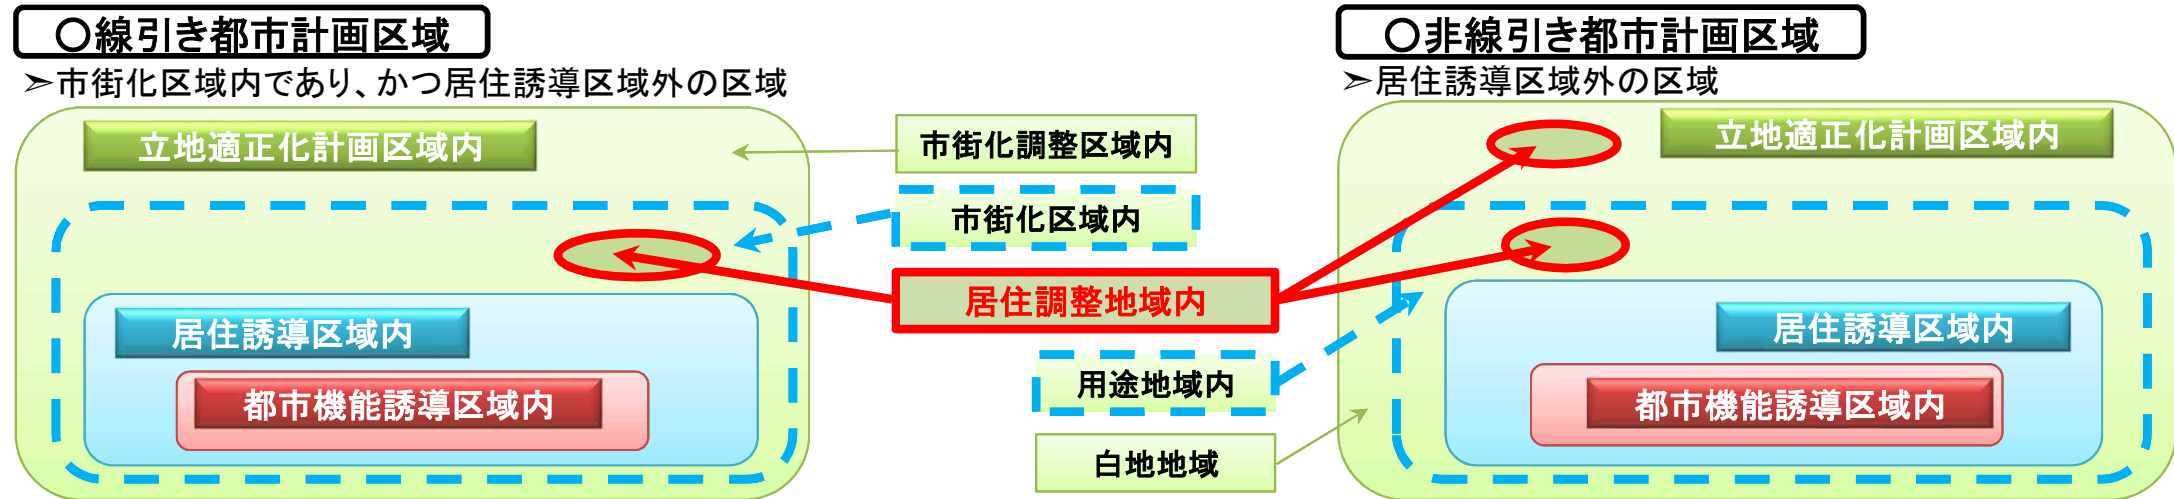 〇線引き都市計画区域
➣市街化区域内であり、かつ居住誘導区域外の区域
立地適正化計画区域内
居住誘導区域内
都市機能誘導区域内
市街化調整区域内
市街化区域内
居住調整地域内
用途地域内
白地地域
〇非線引き都市計画区域
➣居住誘導区域外の区域
立地適正化計画区域内
居住誘導区域内
都市機能誘導区域内